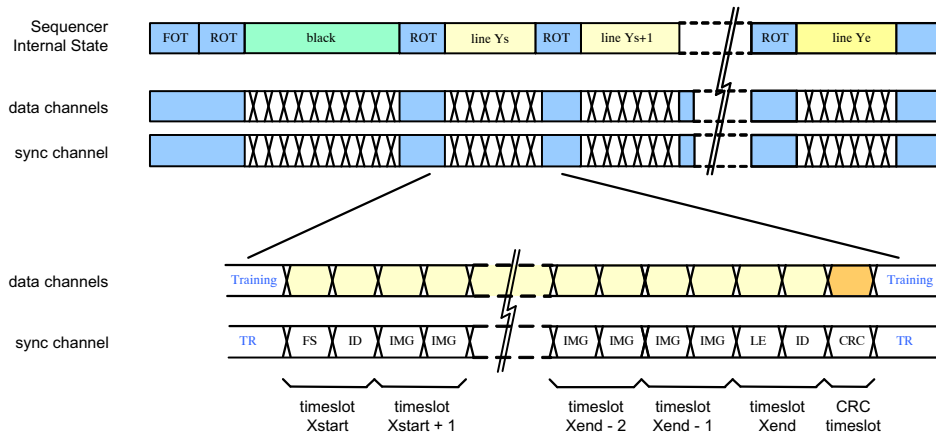 Sequencer
Internal State
FOT ROT black ROT line Ys ROT line Ys+1 ROT line Ye
data channels
sync channel
data channels
Training Training
sync channel
TR FS ID IMG IMG IMG IMG IMG IMG LE ID CRC TR
timeslot timeslot timeslot timeslot timeslot CRC
Xstart Xstart + 1 Xend - 2 Xend - 1 Xend timeslot